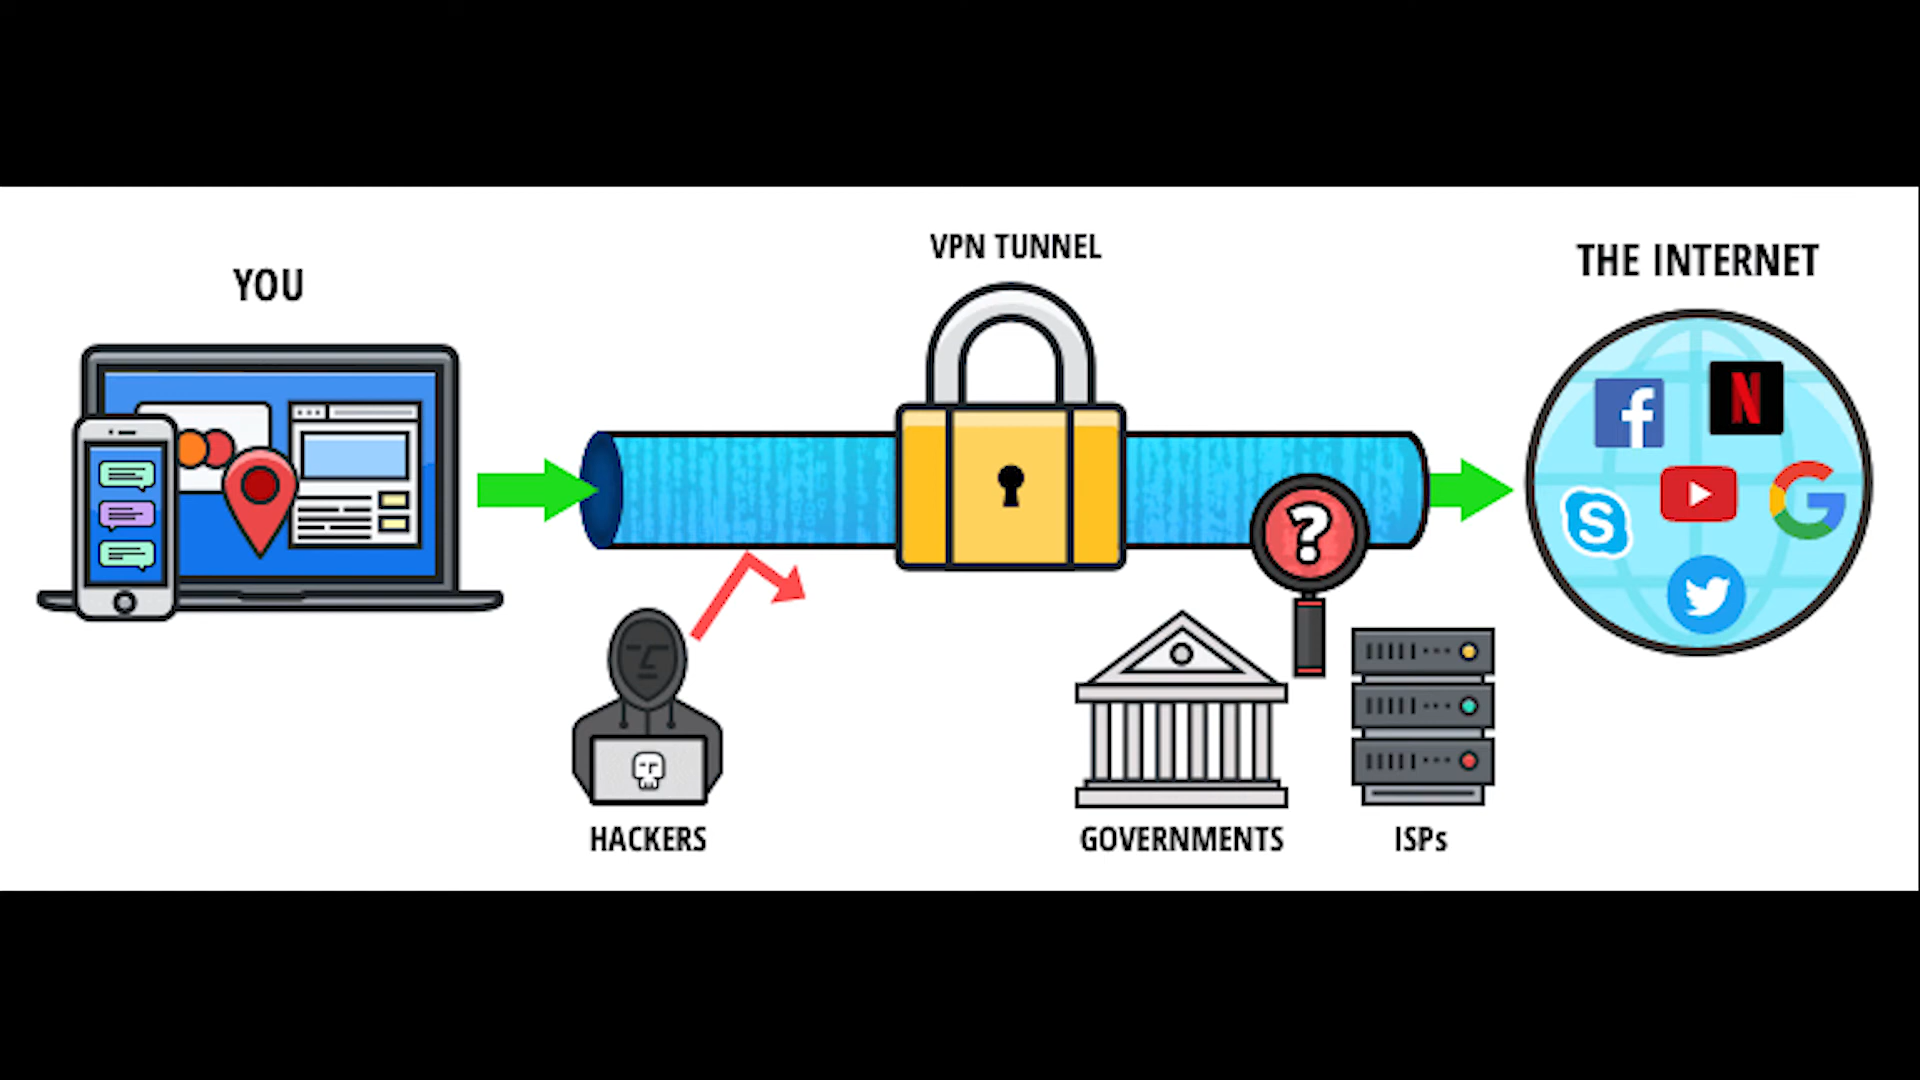 VPN TUNNEL
THE INTERNET
YOU
f
N
S
G
?
HACKERS
GOVERNMENTS
ISPs